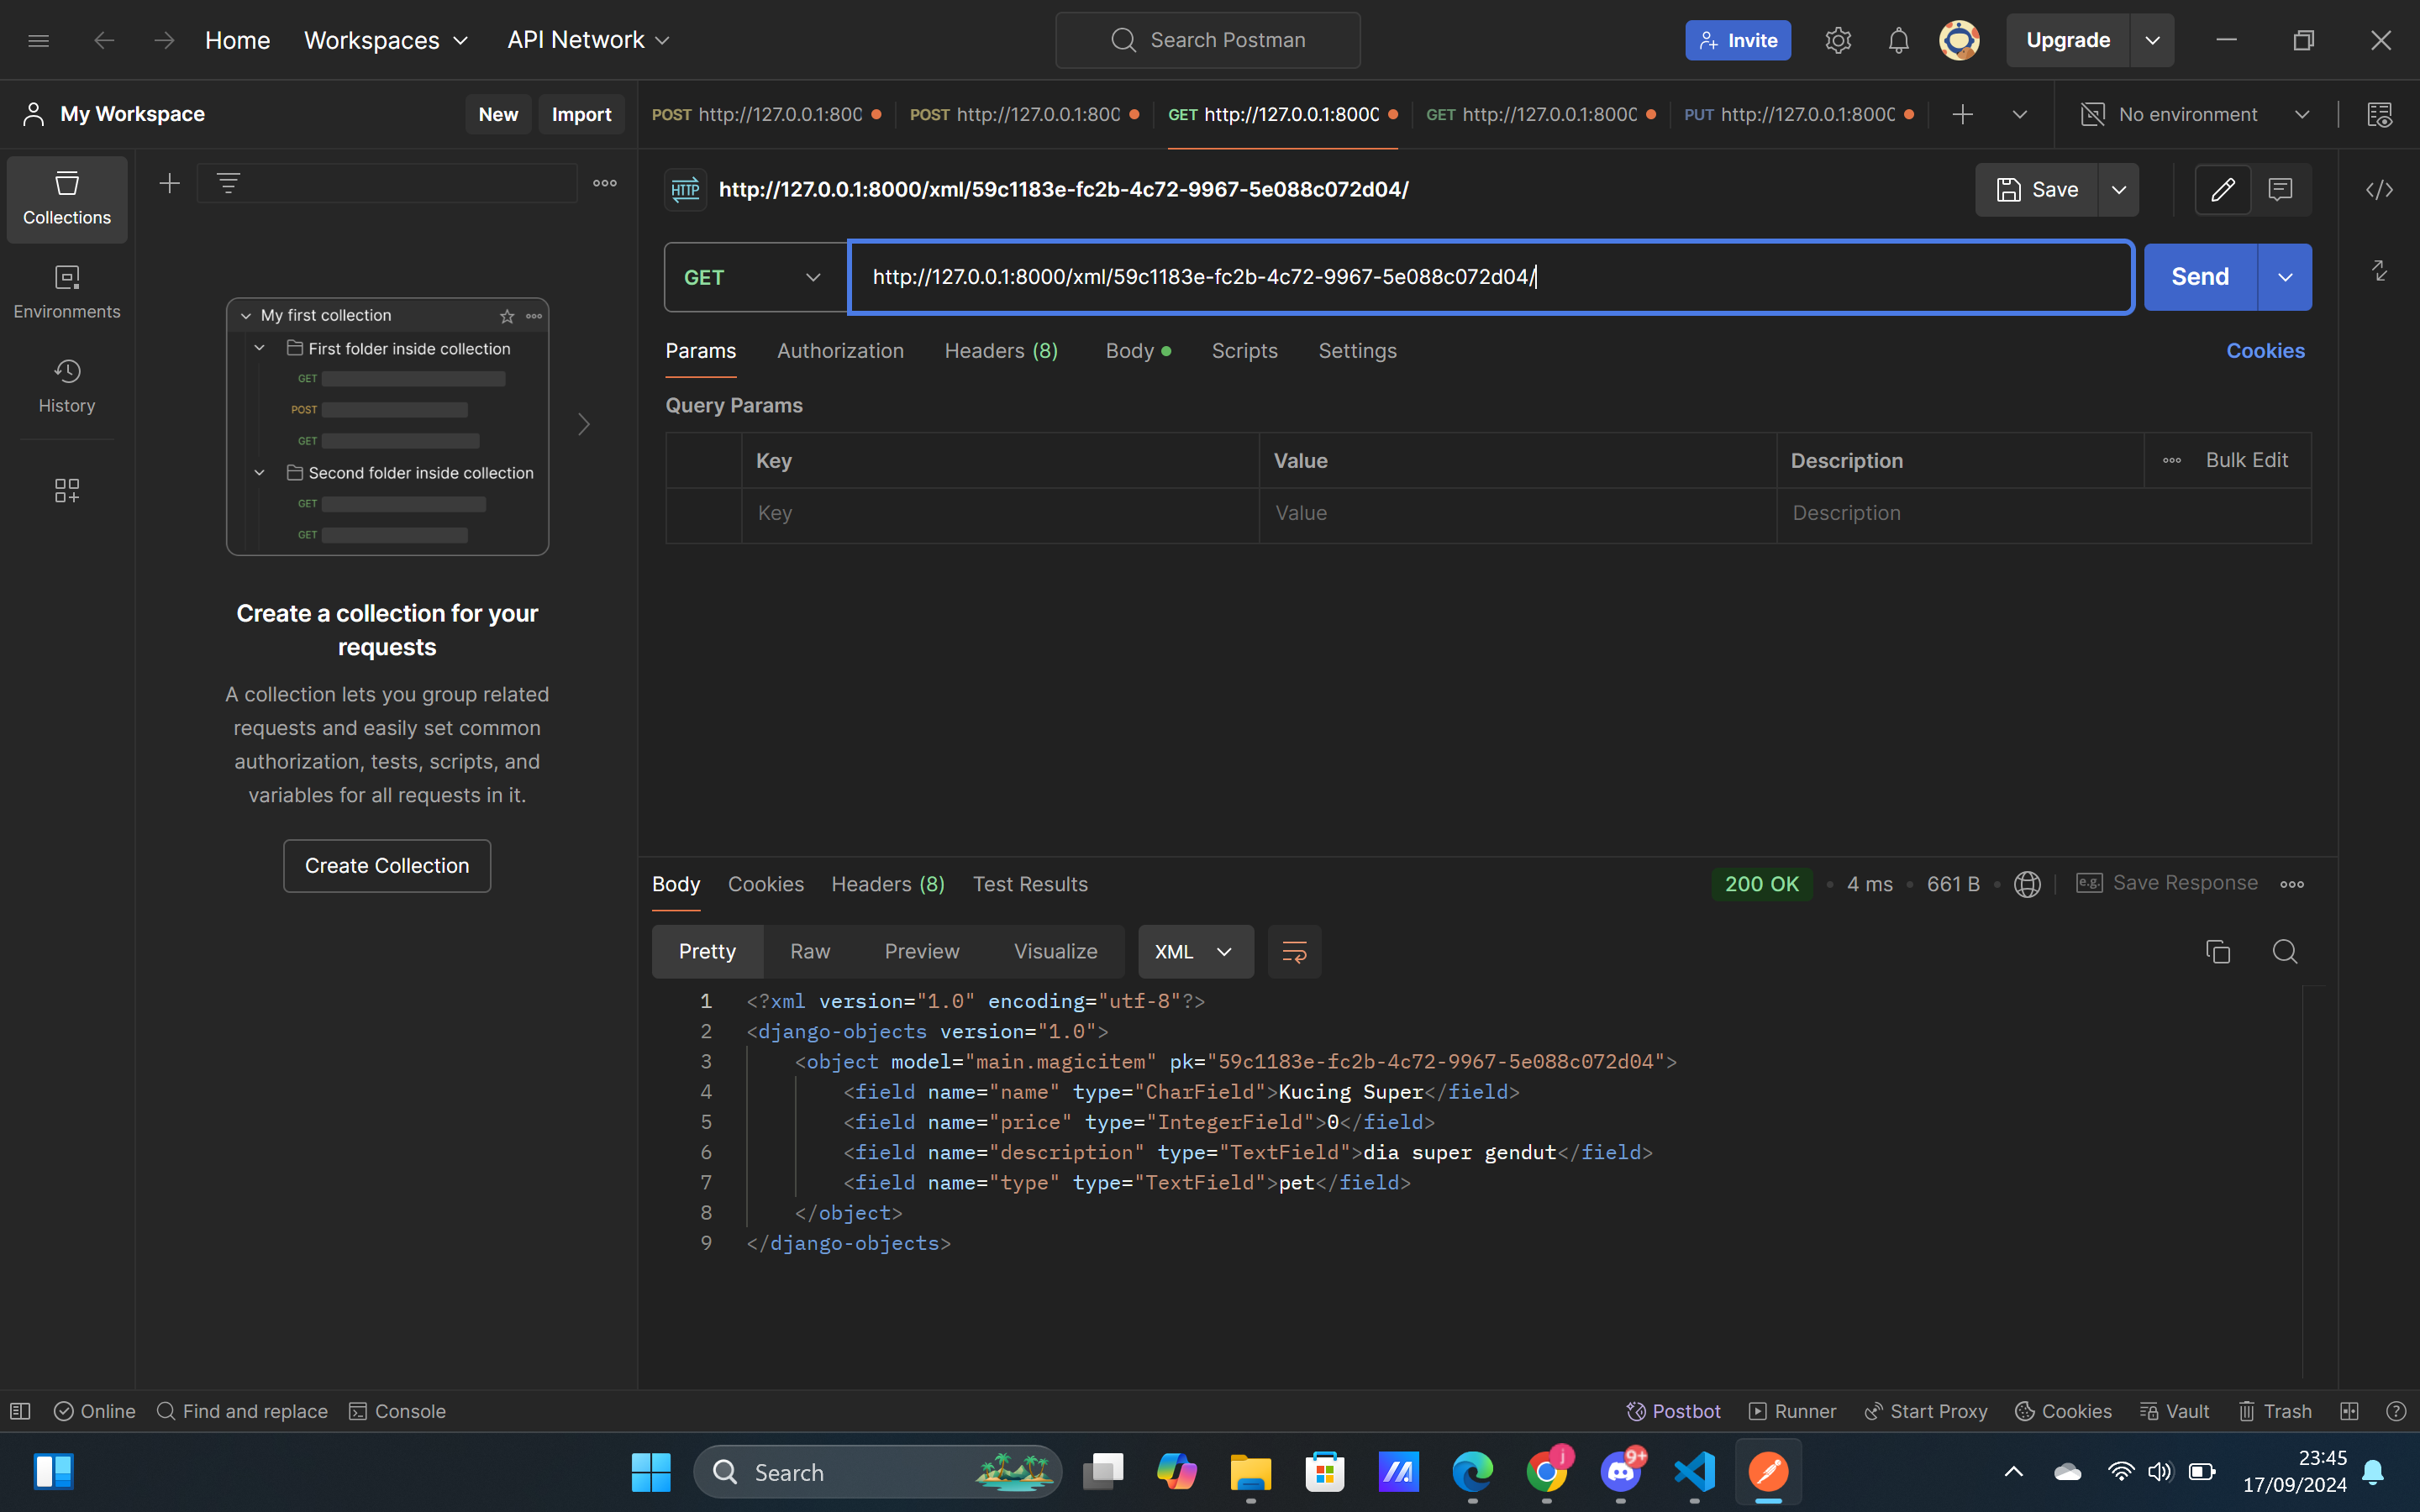 Home Workspaces API Network Search Postman Invite Upgrade
My Workspace New Import POST http://127.0.0.1:800 POST http://127.0.0.1:800 GET http://127.0.0.1:8000 GET http://127.0.0.1:8000 PUT http://127.0.0.1:8000 No environment
Collections
Environments
History
My first collection
First folder inside collection
GET
POST
GET
Second folder inside collection
GET
GET
Create a collection for your
requests
A collection lets you group related
requests and easily set common
authorization, tests, scripts, and
variables for all requests in it.
Create Collection
HTTP http://127.0.0.1:8000/xml/59c1183e-fc2b-4c72-9967-5e088c072d04/ Save
GET http://127.0.0.1:8000/xml/59c1183e-fc2b-4c72-9967-5e088c072d04/ Send
Params Authorization Headers (8) Body Scripts Settings Cookies
Query Params
Key Value Description Bulk Edit
Key Value Description
Body Cookies Headers (8) Test Results 200 OK 4 ms 661 B e.g. Save Response
Pretty Raw Preview Visualize XML
1 <?xml version="1.0" encoding="utf-8"?>
2 <django-objects version="1.0">
3 <object model="main.magicitem" pk="59c1183e-fc2b-4c72-9967-5e088c072d04">
4 <field name="name" type="CharField">Kucing Super</field>
5 <field name="price" type="IntegerField">0</field>
6 <field name="description" type="TextField">dia super gendut</field>
7 <field name="type" type="TextField">pet</field>
8 </object>
9 </django-objects>
Online Find and replace Console Postbot Runner Start Proxy Cookies Vault Trash
Search j 9+ 23:45
17/09/2024